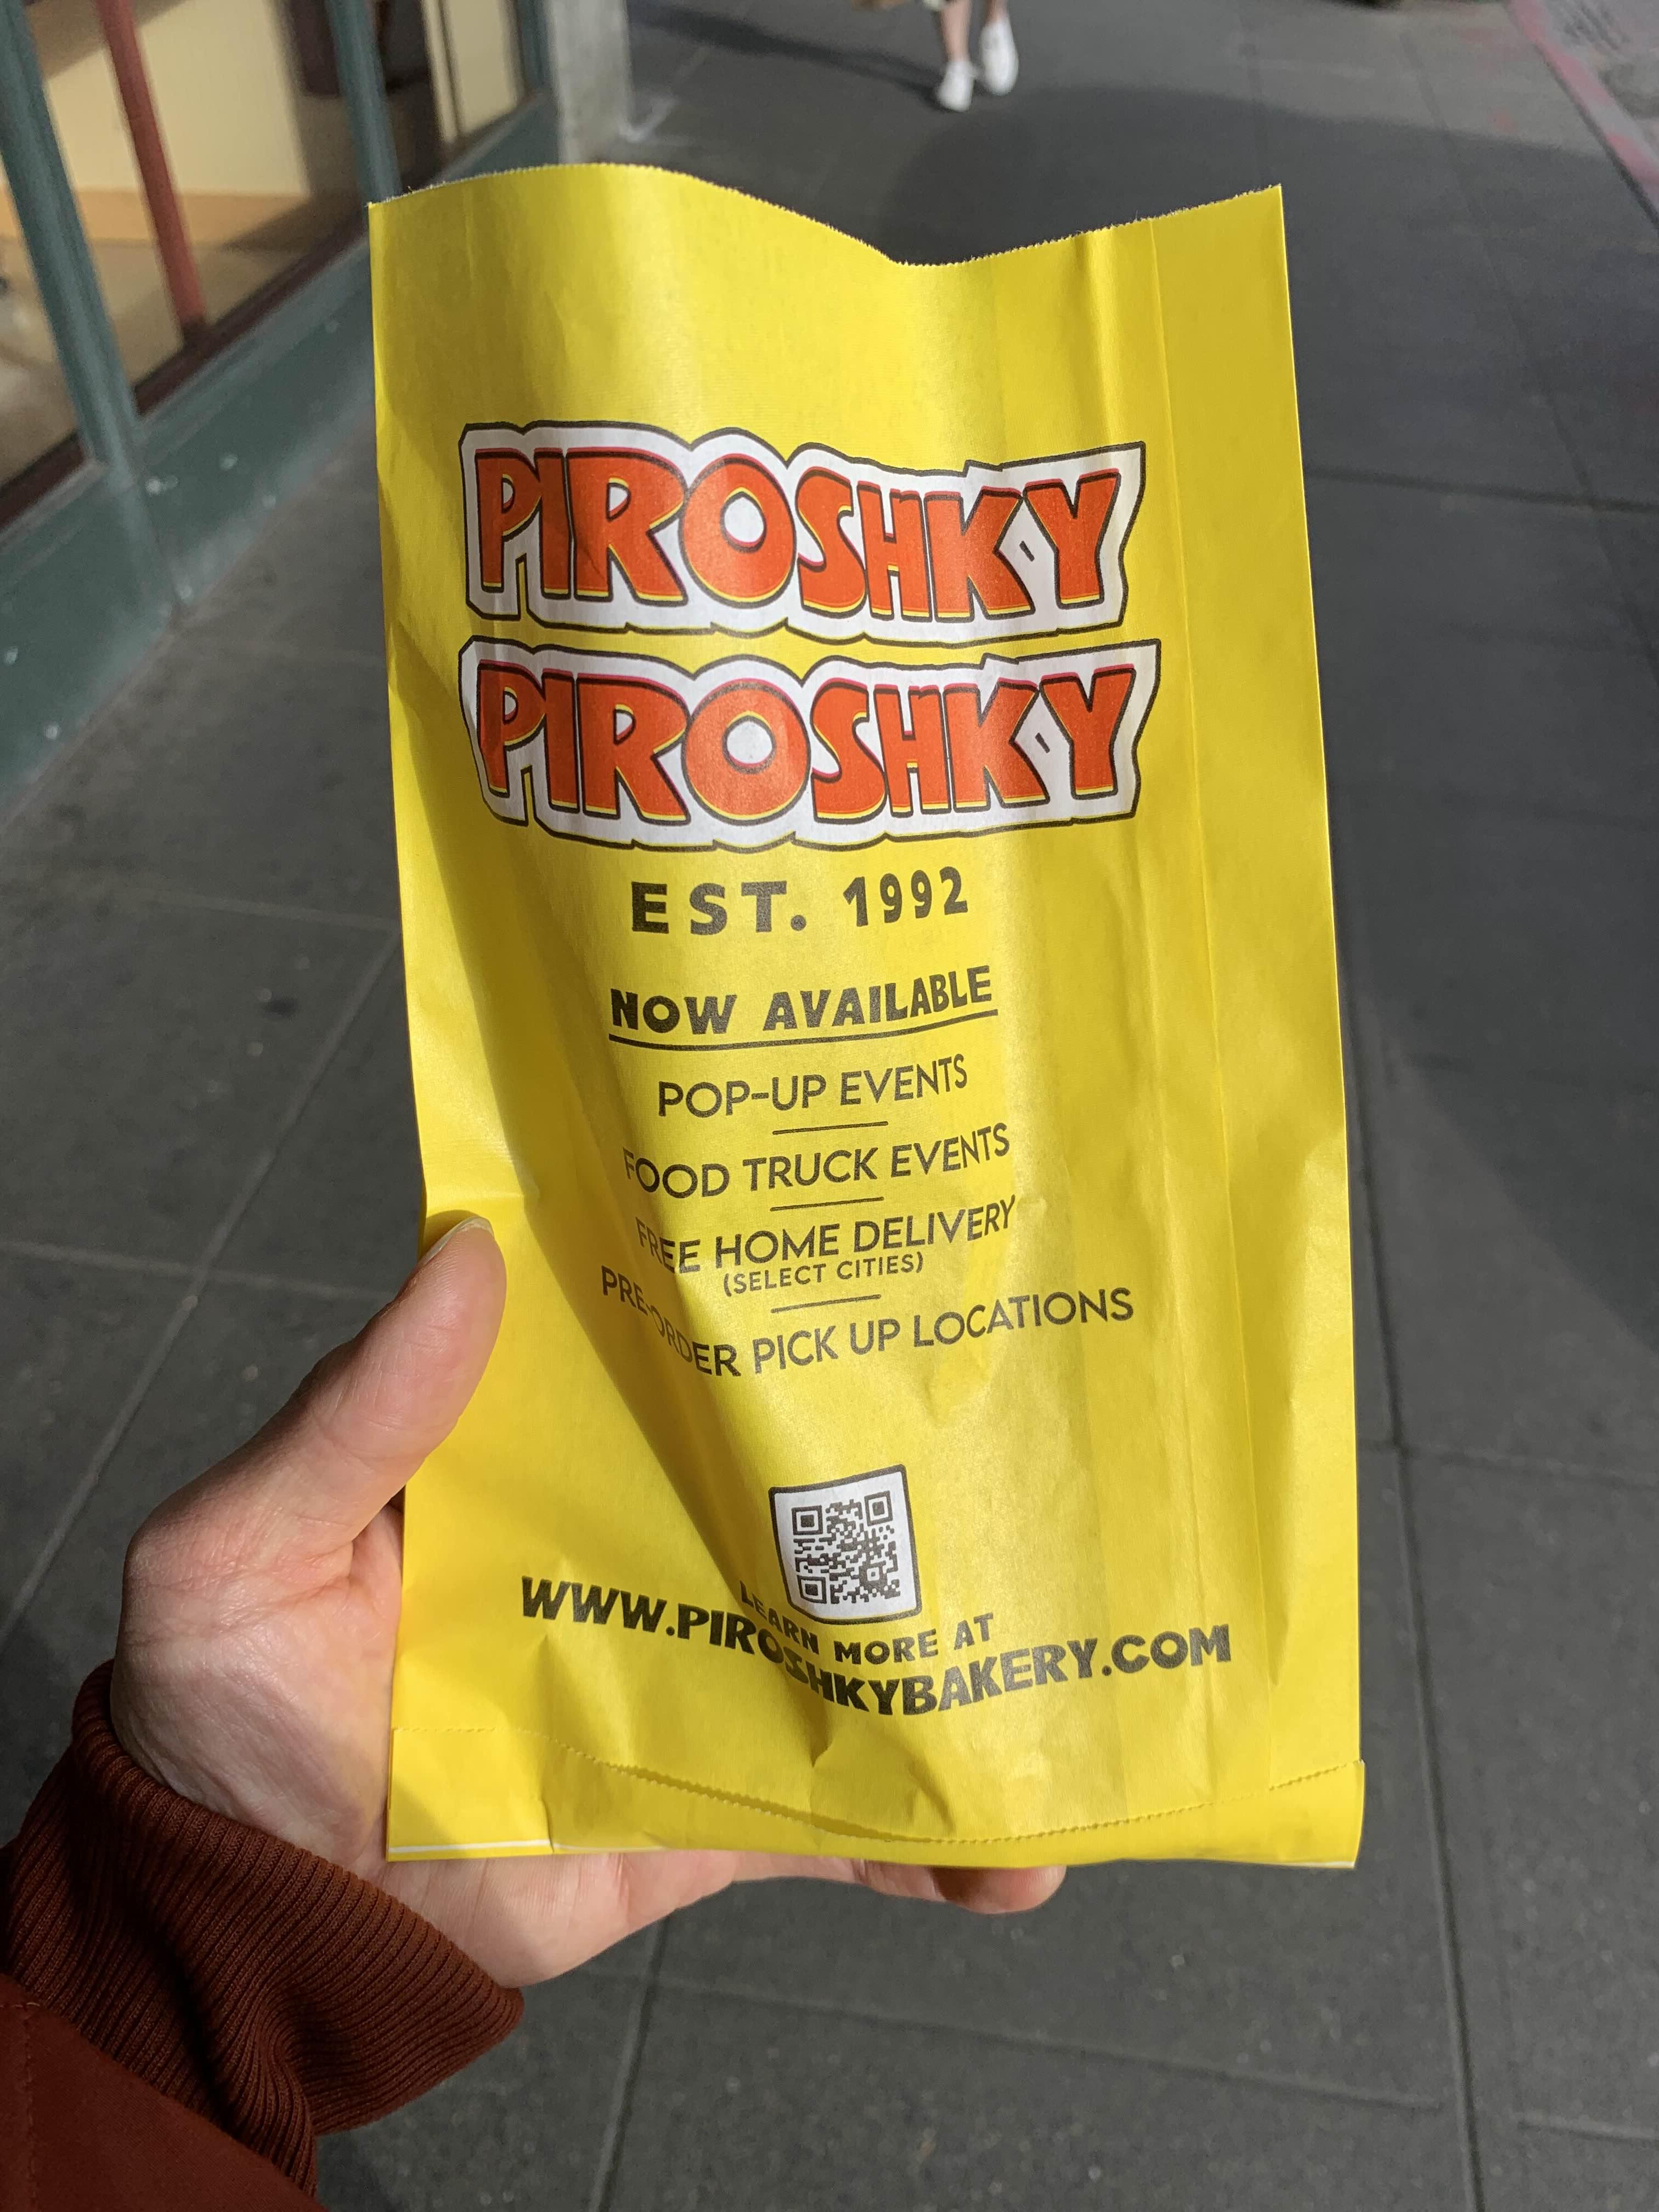 PIROSHKY
PIROSHKY
EST. 1992
NOW AVAILABLE
POP-UP EVENTS
FOOD TRUCK EVENTS
FREE HOME DELIVERY
(SELECT CITIES)
PRE-ORDER PICK UP LOCATIONS
LEARN MORE AT
WWW.PIROSHKYBAKERY.COM